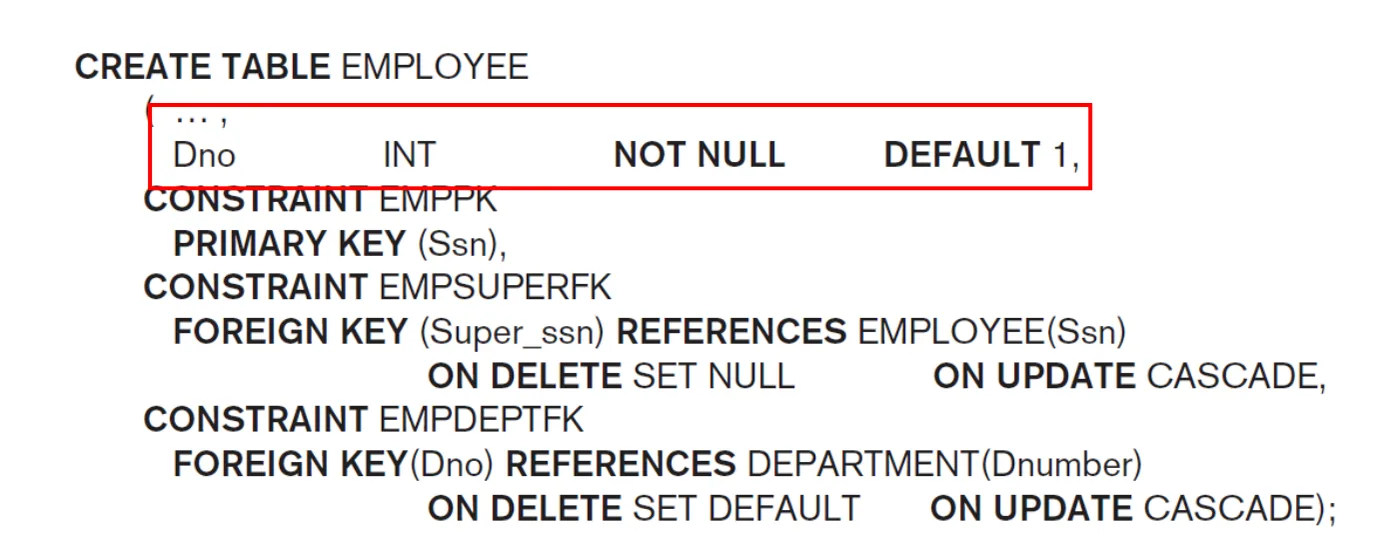 CREATE TABLE EMPLOYEE
( … ,
Dno INT NOT NULL DEFAULT 1,
CONSTRAINT EMPPK
PRIMARY KEY (Ssn),
CONSTRAINT EMPSUPERFK
FOREIGN KEY (Super_ssn) REFERENCES EMPLOYEE(Ssn)
ON DELETE SET NULL ON UPDATE CASCADE,
CONSTRAINT EMPDEPTFK
FOREIGN KEY(Dno) REFERENCES DEPARTMENT(Dnumber)
ON DELETE SET DEFAULT ON UPDATE CASCADE);